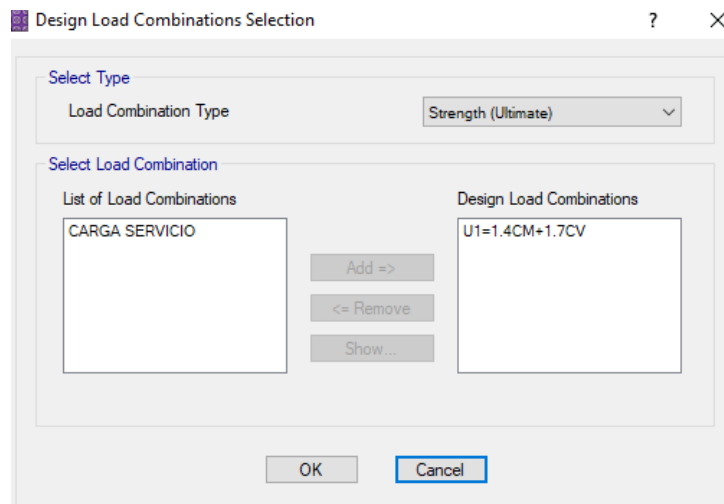 Design Load Combinations Selection ?
Select Type
Load Combination Type Strength (Ultimate)
Select Load Combination
List of Load Combinations Design Load Combinations
CARGA SERVICIO U1=1.4CM+1.7CV
Add =>
<= Remove
Show...
OK Cancel